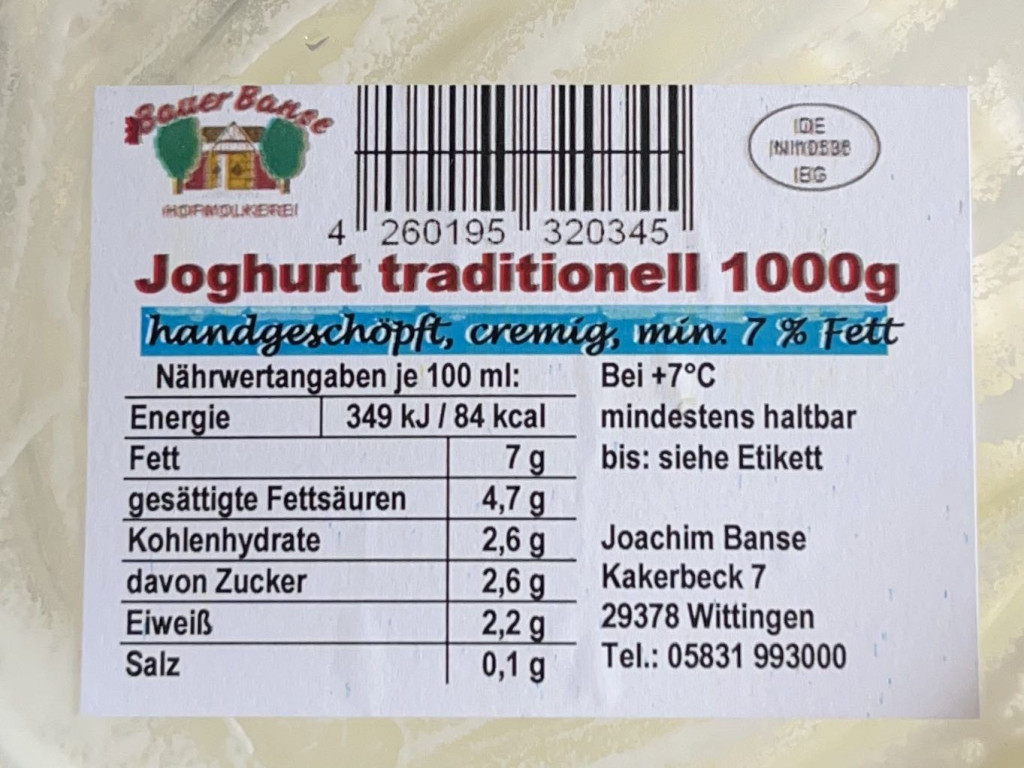 Bauer Banse
HOFMOLKEREI
4 260195 320345
DE
EG
Joghurt traditionell 1000g
handgeschöpft, cremig, min. 7 % Fett
Nährwertangaben je 100 ml:
Energie 349 kJ / 84 kcal
Fett 7 g
gesättigte Fettsäuren 4,7 g
Kohlenhydrate 2,6 g
davon Zucker 2,6 g
Eiweiß 2,2 g
Salz 0,1 g
Bei +7°C
mindestens haltbar
bis: siehe Etikett
Joachim Banse
Kakerbeck 7
29378 Wittingen
Tel.: 05831 993000